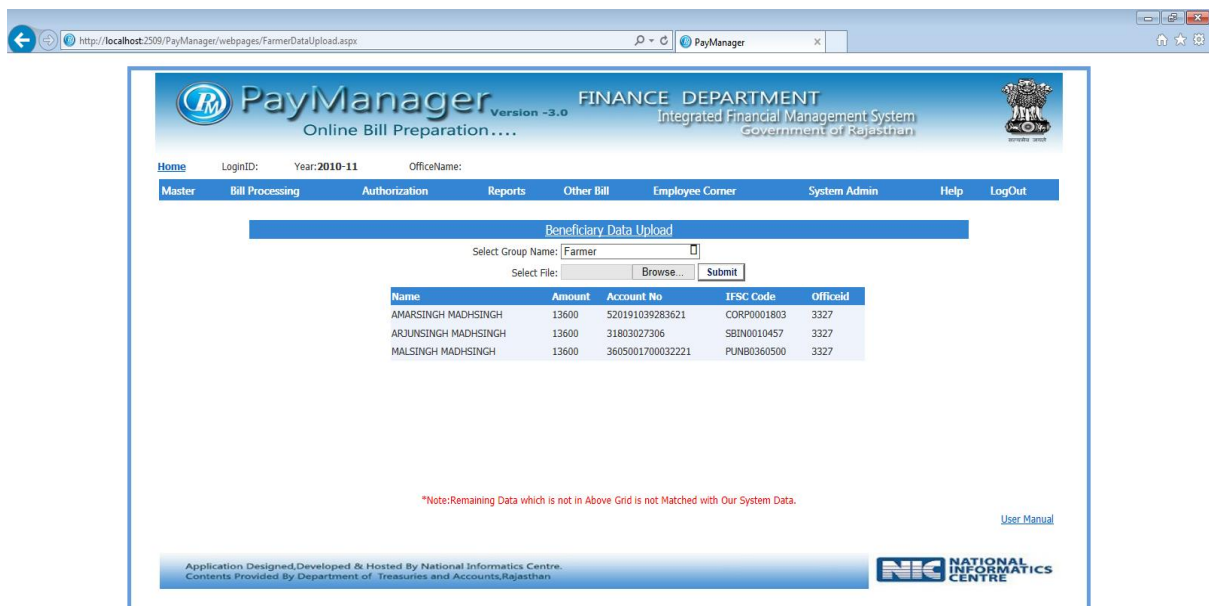 http://localhost:2509/PayManager/webpages/FarmerDataUpload.aspx
PayManager
PM PayManager Version -3.0
Online Bill Preparation....
FINANCE DEPARTMENT
Integrated Financial Management System
Government of Rajasthan
सत्यमेव जयते
Home LoginID: Year:2010-11 OfficeName:
Master Bill Processing Authorization Reports Other Bill Employee Corner System Admin Help LogOut
Beneficiary Data Upload
Select Group Name: Farmer
Select File: Browse... Submit
Name Amount Account No IFSC Code Officeid
AMARSINGH MADHSINGH 13600 520191039283621 CORP0001803 3327
ARJUNSINGH MADHSINGH 13600 31803027306 SBIN0010457 3327
MALSINGH MADHSINGH 13600 3605001700032221 PUNB0360500 3327
*Note:Remaining Data which is not in Above Grid is not Matched with Our System Data.
User Manual
Application Designed,Developed & Hosted By National Informatics Centre.
Contents Provided By Department of Treasuries and Accounts,Rajasthan
NIC NATIONAL
INFORMATICS
CENTRE